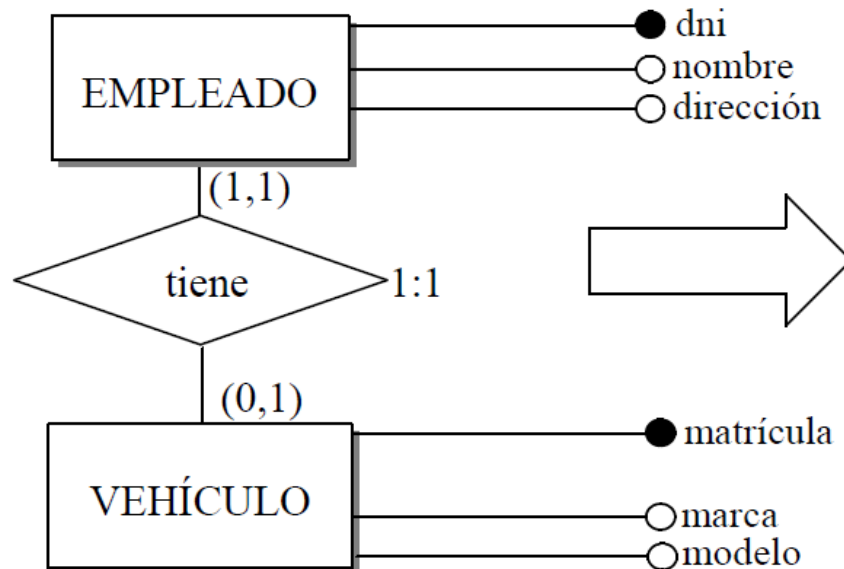 EMPLEADO
dni
nombre
dirección
(1,1)
tiene
1:1
(0,1)
VEHÍCULO
matrícula
marca
modelo